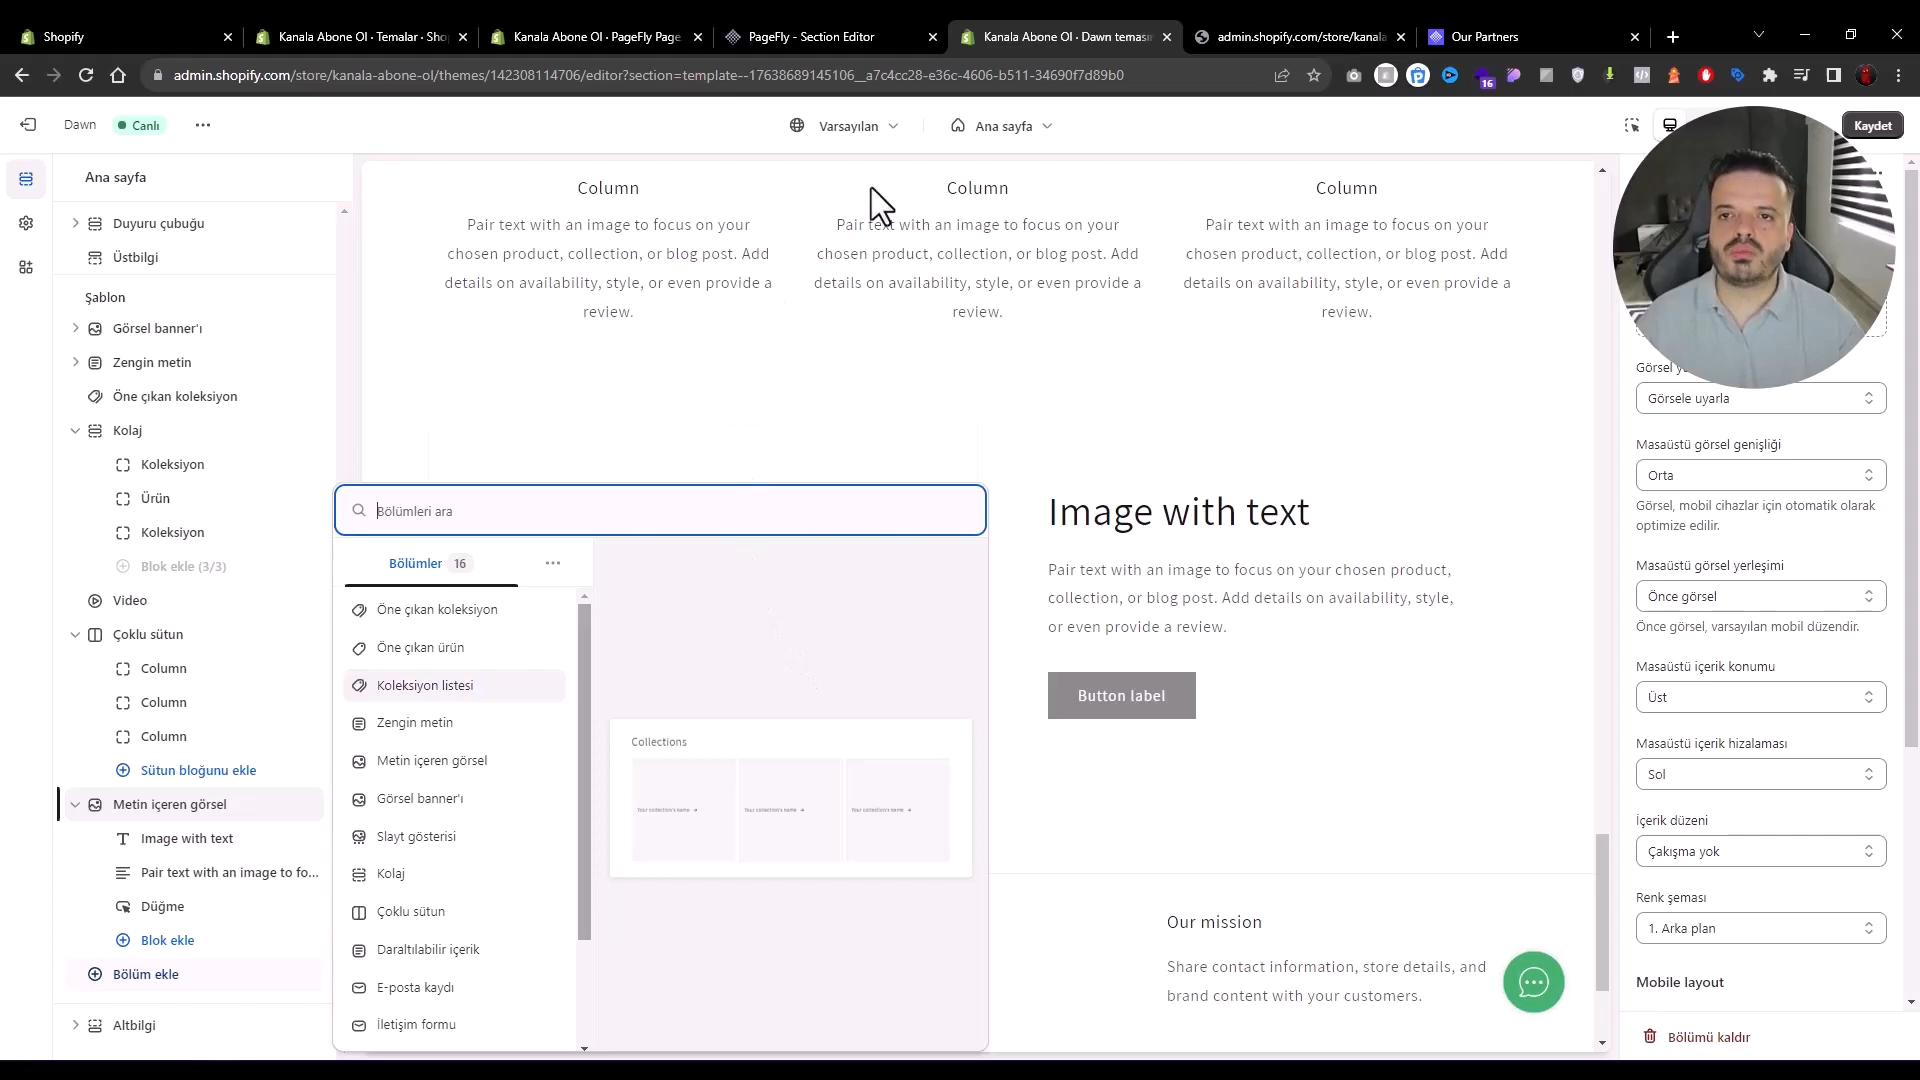 Shopify
Kanala Abone Ol · Temalar · Sho
Kanala Abone Ol · PageFly Page
PageFly - Section Editor
Kanala Abone Ol · Dawn teması
admin.shopify.com/store/kanala
Our Partners
admin.shopify.com/store/kanala-abone-ol/themes/142308114706/editor?section=template--17638689145106__a7c4cc28-e36c-4606-b511-34690f7d89b0
16
Dawn
Canlı
Varsayılan
Ana sayfa
Kaydet
Ana sayfa
Duyuru çubuğu
Üstbilgi
Şablon
Görsel banner'ı
Zengin metin
Öne çıkan koleksiyon
Kolaj
Koleksiyon
Ürün
Koleksiyon
Blok ekle (3/3)
Video
Çoklu sütun
Column
Column
Column
Sütun bloğunu ekle
Metin içeren görsel
Image with text
Pair text with an image to fo...
Düğme
Blok ekle
Bölüm ekle
Altbilgi
Column
Pair text with an image to focus on your
chosen product, collection, or blog post. Add
details on availability, style, or even provide a
review.
Column
Pair text with an image to focus on your
chosen product, collection, or blog post. Add
details on availability, style, or even provide a
review.
Column
Pair text with an image to focus on your
chosen product, collection, or blog post. Add
details on availability, style, or even provide a
review.
Bölümleri ara
Bölümler 16
Öne çıkan koleksiyon
Öne çıkan ürün
Koleksiyon listesi
Zengin metin
Metin içeren görsel
Görsel banner'ı
Slayt gösterisi
Kolaj
Çoklu sütun
Daraltılabilir içerik
E-posta kaydı
İletişim formu
Collections
Your collection's name
Your collection's name
Your collection's name
Image with text
Pair text with an image to focus on your chosen product,
collection, or blog post. Add details on availability, style,
or even provide a review.
Button label
Our mission
Share contact information, store details, and
brand content with your customers.
Görsel
Görsele uyarla
Masaüstü görsel genişliği
Orta
Görsel, mobil cihazlar için otomatik olarak
optimize edilir.
Masaüstü görsel yerleşimi
Önce görsel
Önce görsel, varsayılan mobil düzendir.
Masaüstü içerik konumu
Üst
Masaüstü içerik hizalaması
Sol
İçerik düzeni
Çakışma yok
Renk şeması
1. Arka plan
Mobile layout
Bölümü kaldır